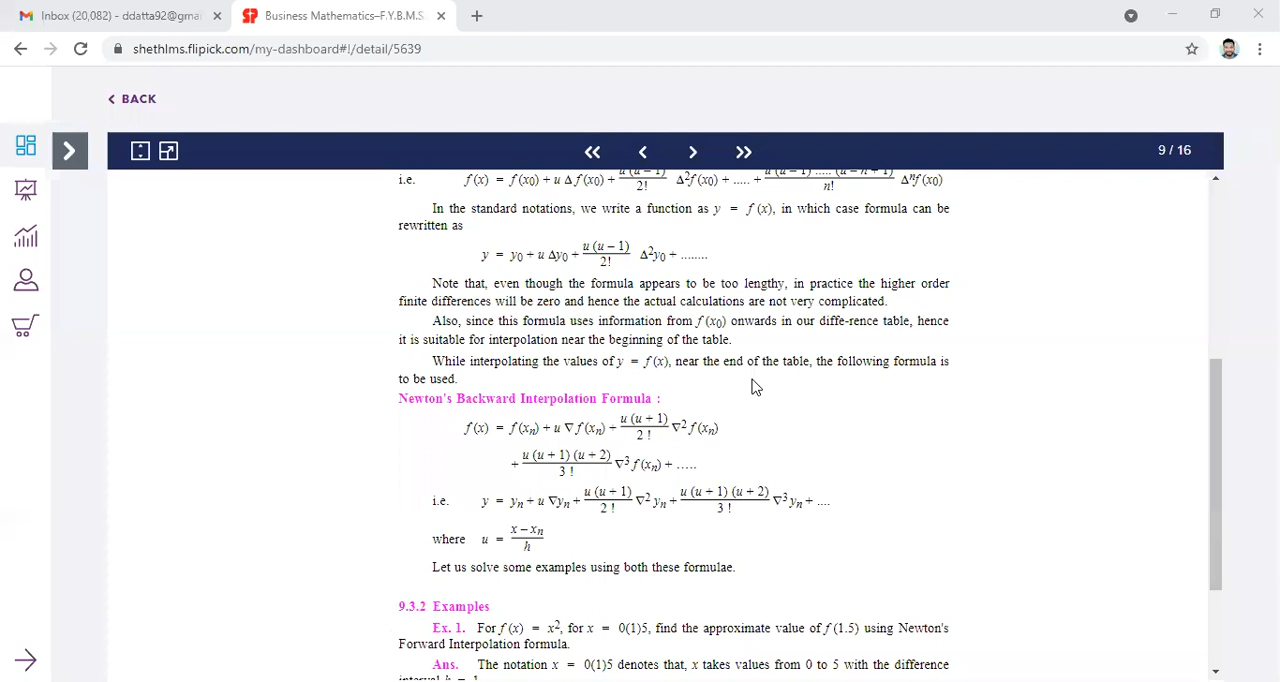 Inbox (20,082) - ddatta92@gma
Business Mathematics–F.Y.B.M.S.
shethlms.flipick.com/my-dashboard#!/detail/5639
BACK
9 / 16
i.e. f(x) = f(x₀) + u Δ f(x₀) + u (u – 1)/2! Δ²f(x₀) + ..... + u (u – 1) ..... (u – n + 1)/n! Δⁿf(x₀)
In the standard notations, we write a function as y = f (x), in which case formula can be
rewritten as
y = y₀ + u Δy₀ + u (u – 1)/2! Δ²y₀ + ........
Note that, even though the formula appears to be too lengthy, in practice the higher order
finite differences will be zero and hence the actual calculations are not very complicated.
Also, since this formula uses information from f (x₀) onwards in our diffe-rence table, hence
it is suitable for interpolation near the beginning of the table.
While interpolating the values of y = f (x), near the end of the table, the following formula is
to be used.
Newton's Backward Interpolation Formula :
f(x) = f(xₙ) + u ∇ f(xₙ) + u (u + 1)/2 ! ∇² f(xₙ)
+ u (u + 1) (u + 2)/3 ! ∇³ f(xₙ) + .....
i.e. y = yₙ + u ∇yₙ + u (u + 1)/2 ! ∇² yₙ + u (u + 1) (u + 2)/3 ! ∇³ yₙ + ....
where u = x – xₙ/h
Let us solve some examples using both these formulae.
9.3.2 Examples
Ex. 1. For f (x) = x², for x = 0(1)5, find the approximate value of f (1.5) using Newton's
Forward Interpolation formula.
Ans. The notation x = 0(1)5 denotes that, x takes values from 0 to 5 with the difference
interval h = 1